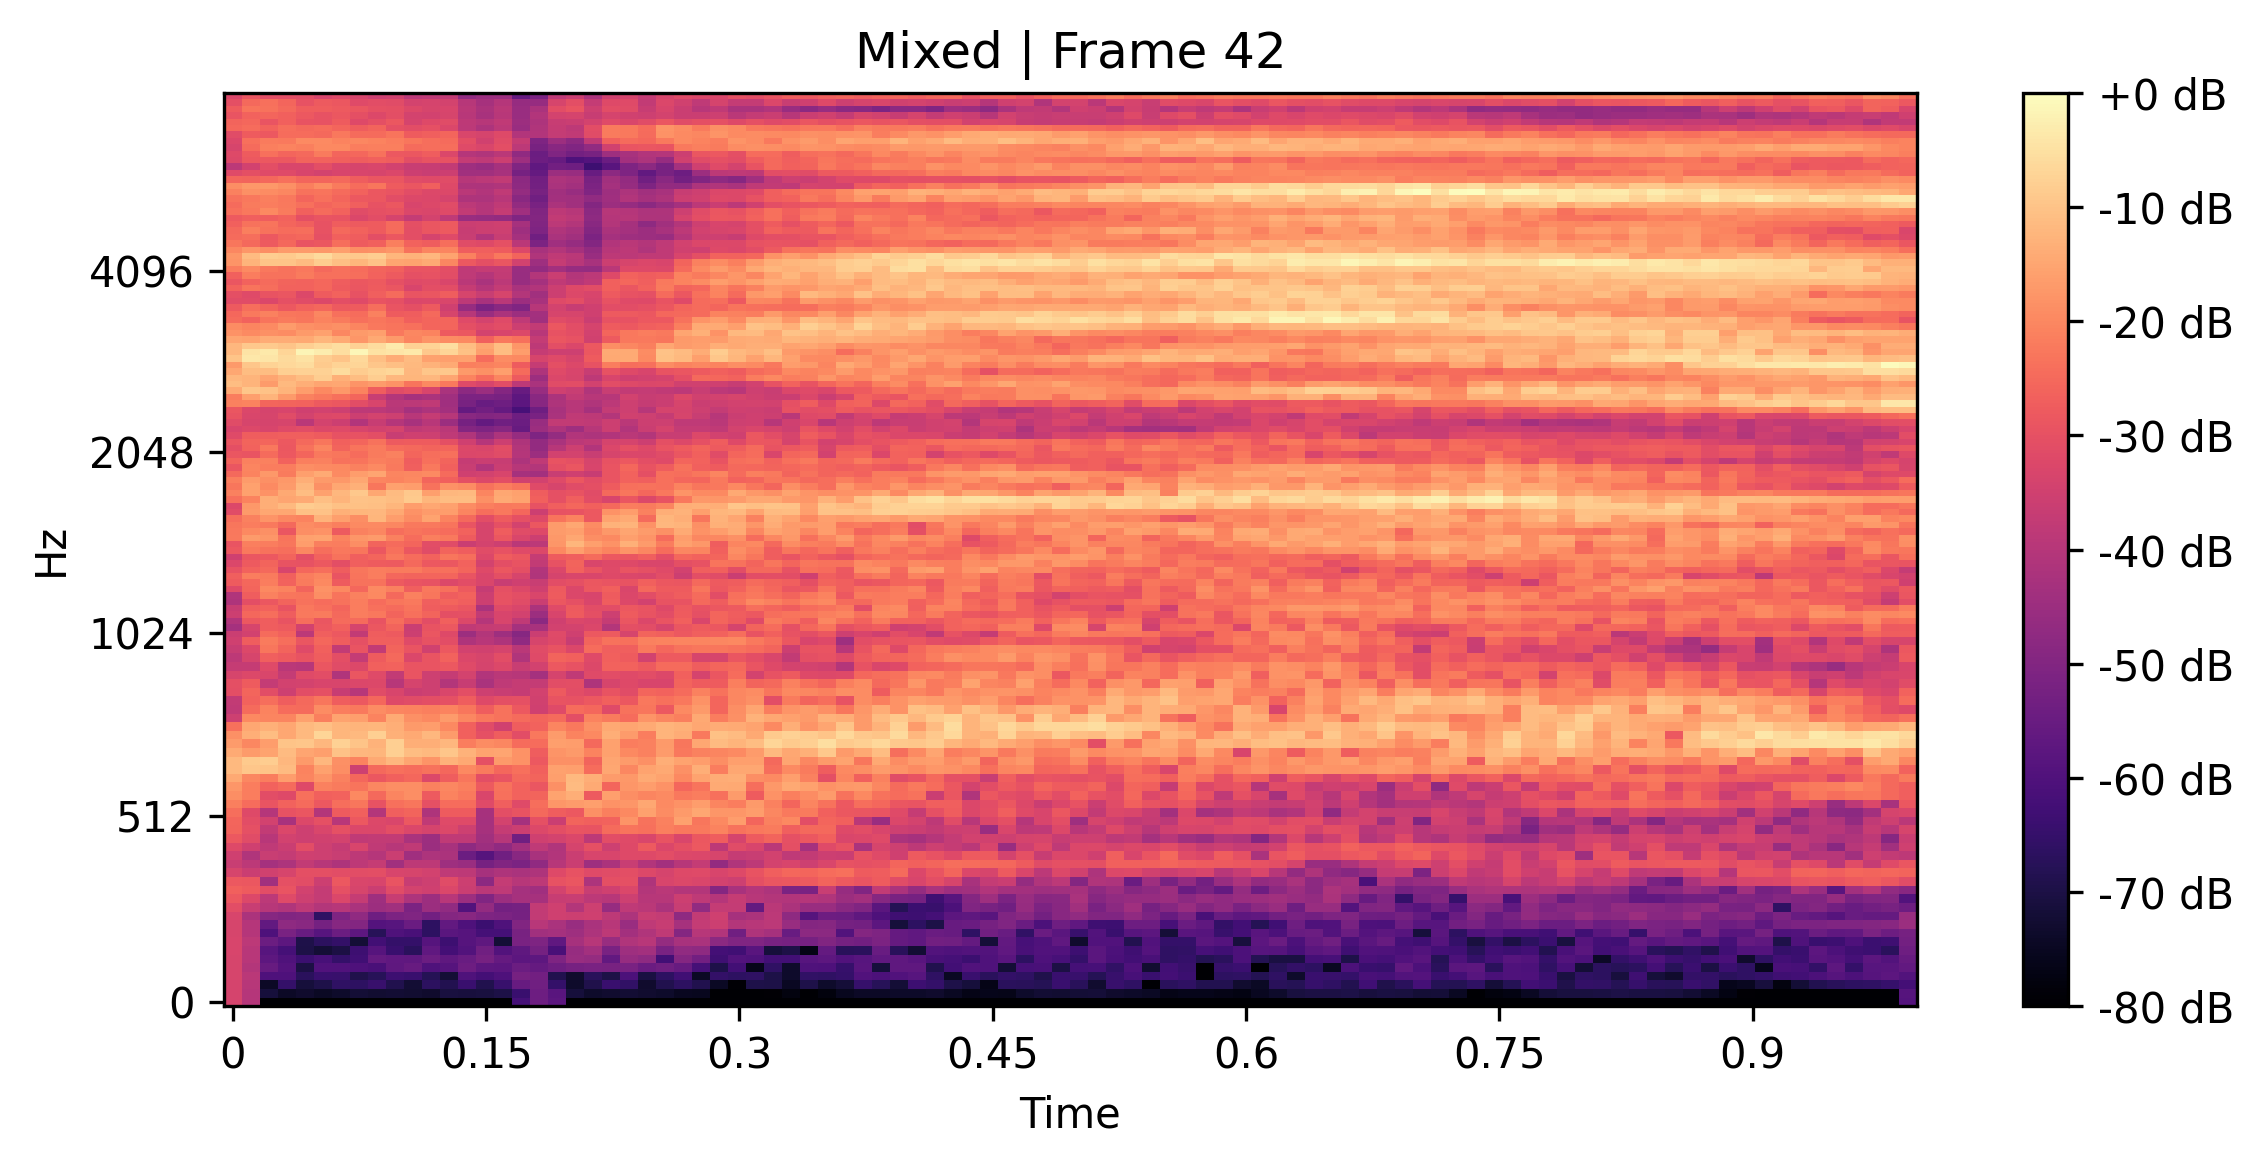 Mixed | Frame 42
Hz
4096
2048
1024
512
0
0 0.15 0.3 0.45 0.6 0.75 0.9
Time
+0 dB
-10 dB
-20 dB
-30 dB
-40 dB
-50 dB
-60 dB
-70 dB
-80 dB